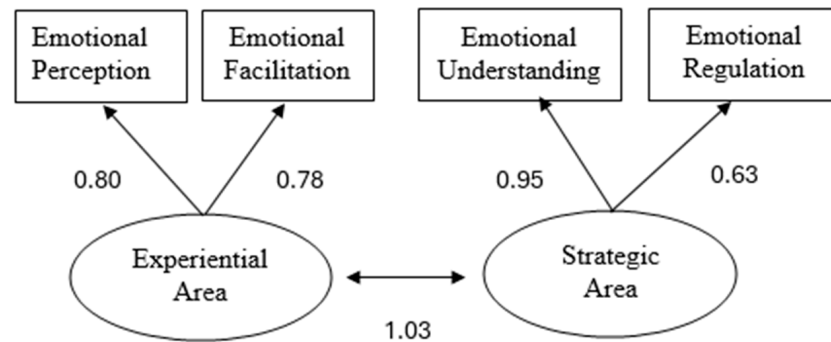 Emotional
Perception
Emotional
Facilitation
Emotional
Understanding
Emotional
Regulation
0.80
0.78
0.95
0.63
Experiential
Area
Strategic
Area
1.03